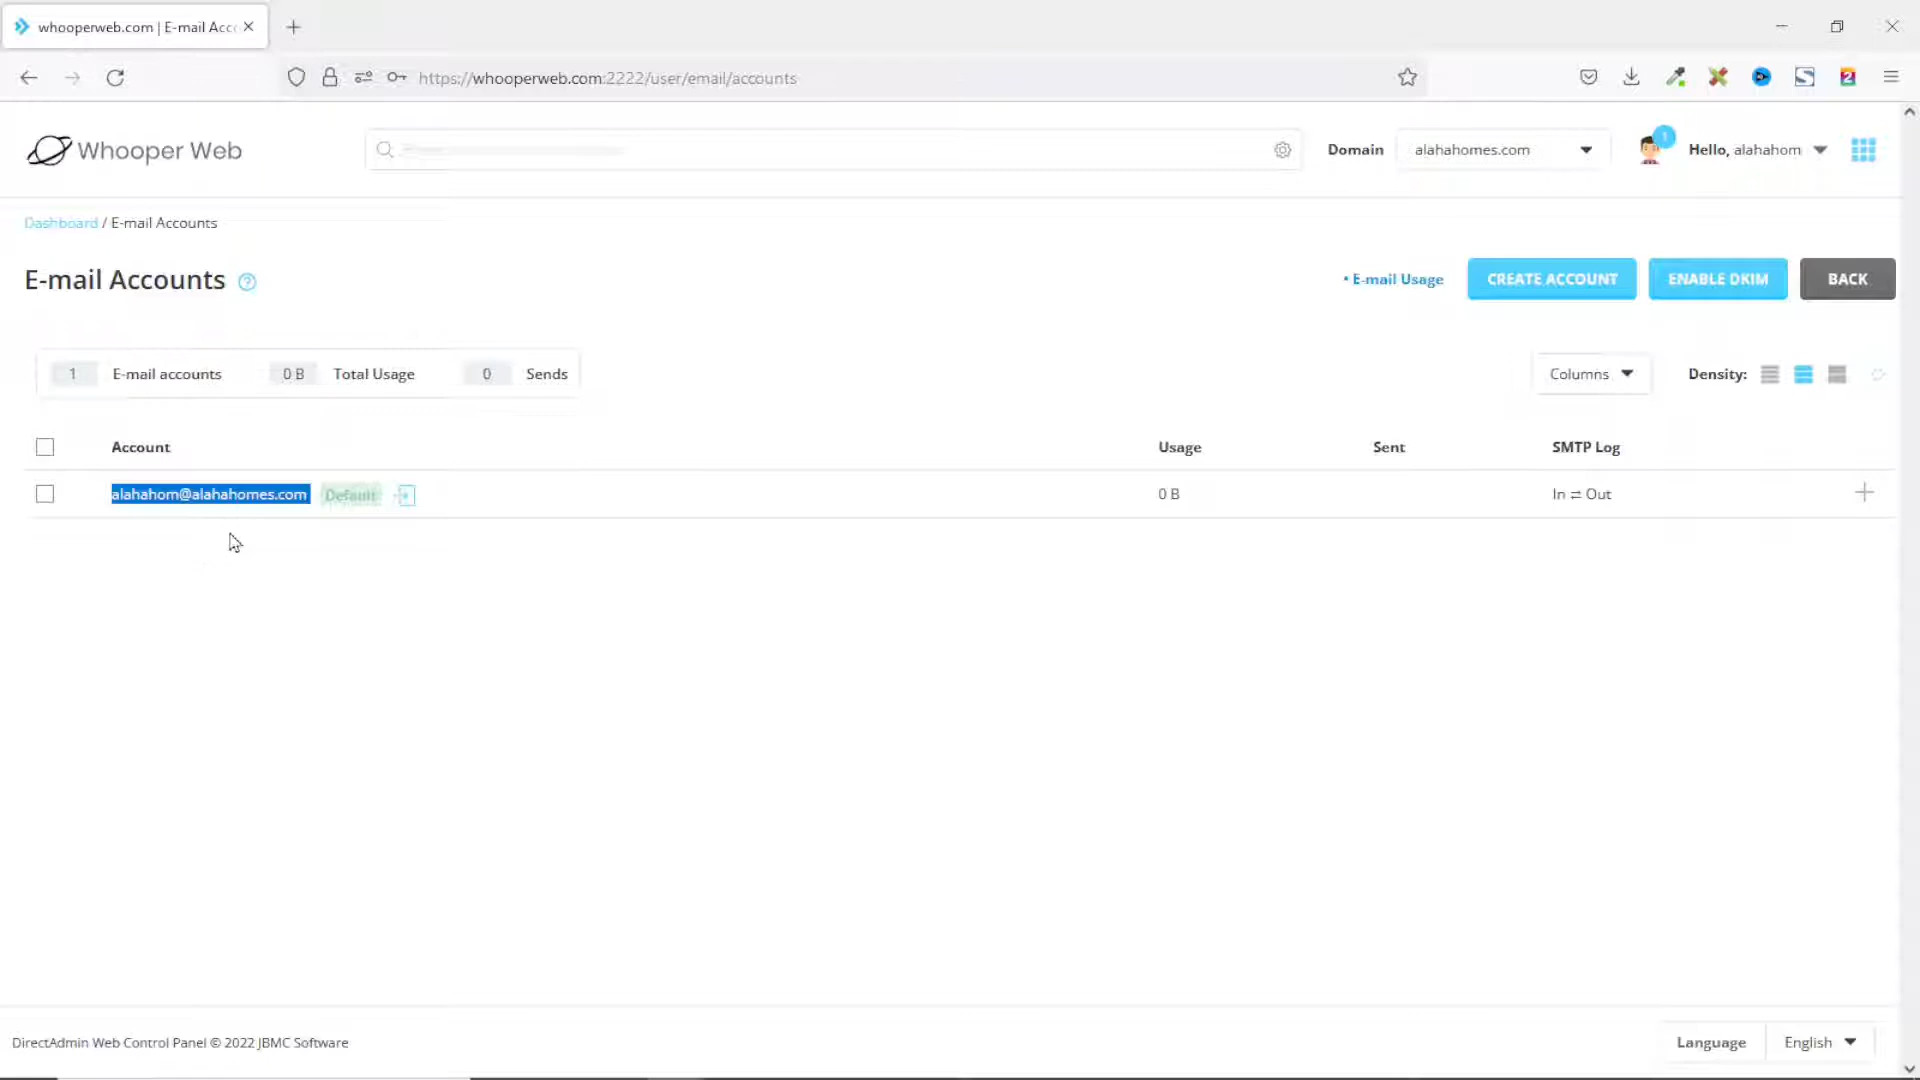 whooperweb.com | E-mail Acc
https://whooperweb.com:2222/user/email/accounts
Whooper Web
Domain
alahahomes.com
1
Hello, alahahom
Dashboard / E-mail Accounts
E-mail Accounts
• E-mail Usage
CREATE ACCOUNT
ENABLE DKIM
BACK
1 E-mail accounts 0 B Total Usage 0 Sends
Columns
Density:
Account Usage Sent SMTP Log
alahahom@alahahomes.com Default 0 B In ⇄ Out
DirectAdmin Web Control Panel © 2022 JBMC Software
Language English